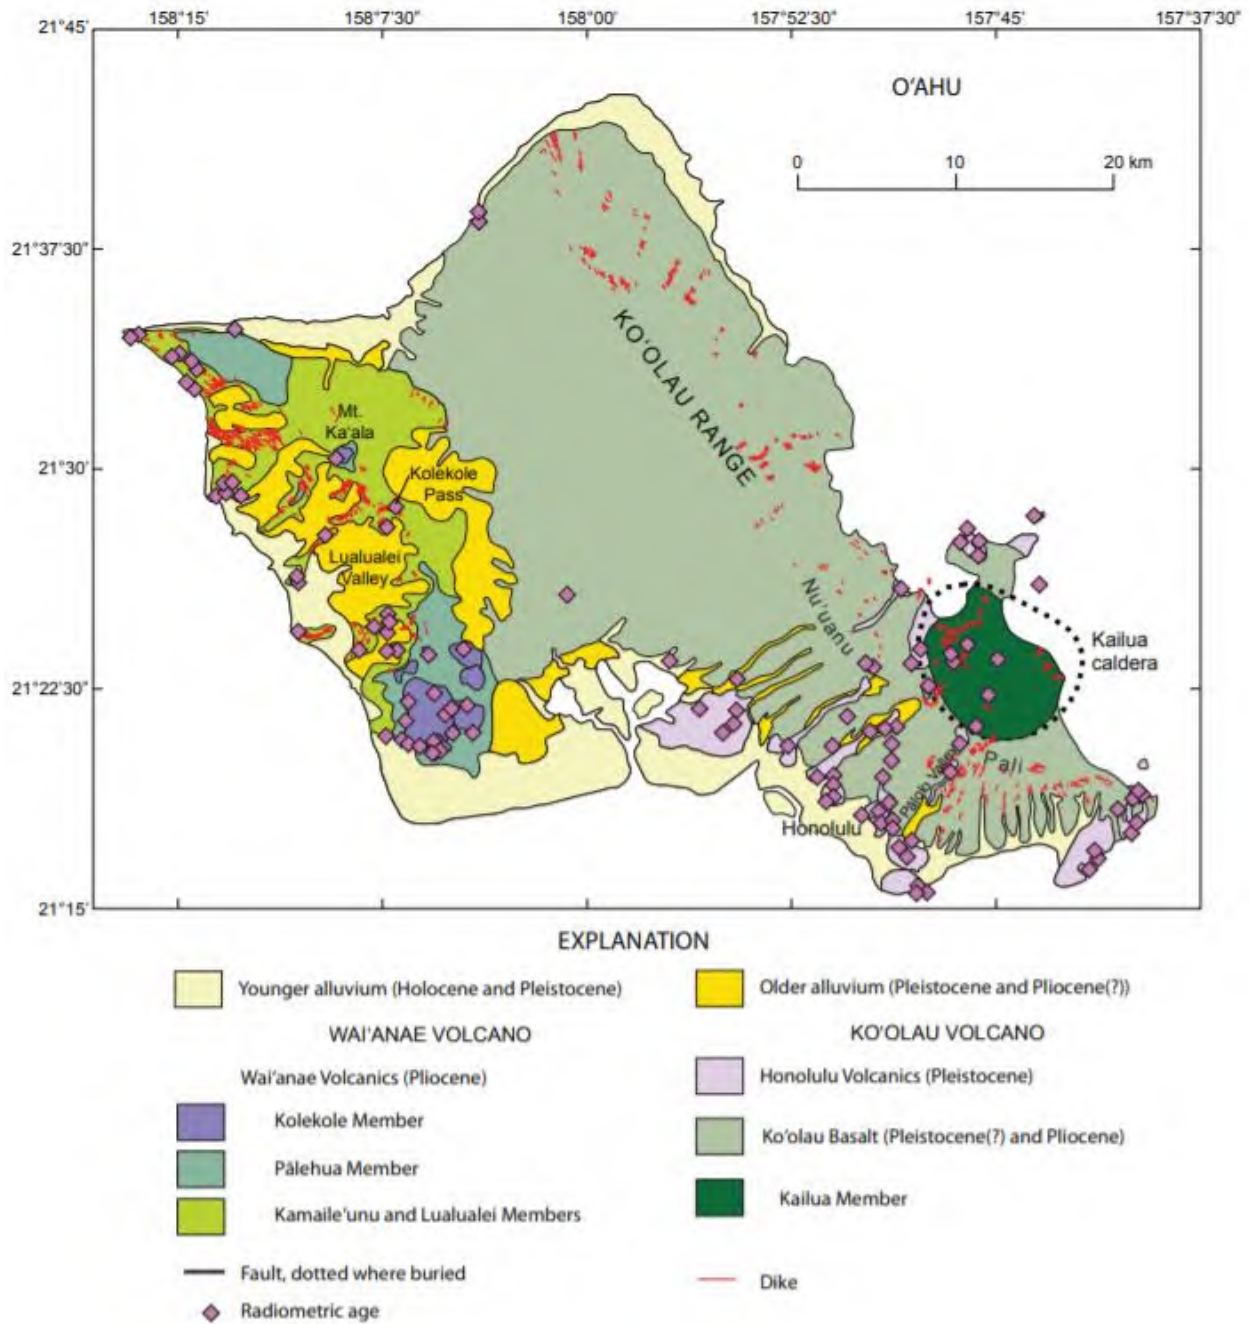 158°15'
158°7'30"
158°00'
157°52'30"
157°45'
157°37'30"
21°45'
O'AHU
0 10 20 km
21°37'30"
KO'OLAU RANGE
Mt.
Ka'ala
21°30'
Kolekole
Pass
Lualualei
Valley
Nu'uanu
Kailua
caldera
21°22'30"
Pali
Pālolo Valley
Honolulu
21°15'
EXPLANATION
Younger alluvium (Holocene and Pleistocene)
Older alluvium (Pleistocene and Pliocene(?))
WAI'ANAE VOLCANO
KO'OLAU VOLCANO
Wai'anae Volcanics (Pliocene)
Honolulu Volcanics (Pleistocene)
Kolekole Member
Ko'olau Basalt (Pleistocene(?) and Pliocene)
Pālehua Member
Kailua Member
Kamaile'unu and Lualualei Members
Fault, dotted where buried
Dike
Radiometric age